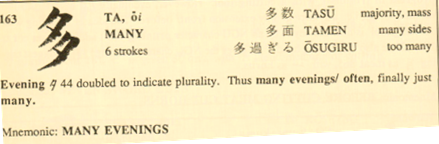 163 多 TA, ōi 多数 TASŪ majority, mass
MANY 多面 TAMEN many sides
6 strokes 多過ぎる ŌSUGIRU too many
Evening 夕 44 doubled to indicate plurality. Thus many evenings/ often, finally just
many.
Mnemonic: MANY EVENINGS